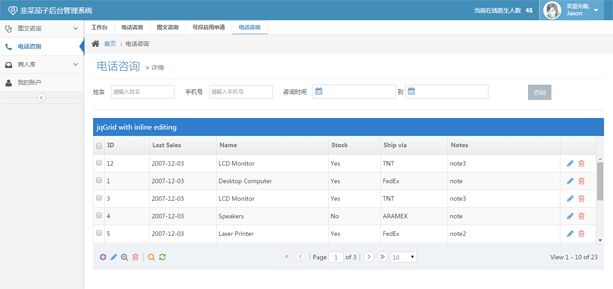 韭菜茄子后台管理系统
当前在线医生人数 45
欢迎光临,
Jason
图文咨询
电话咨询
病人库
我的账户
工作台 电话咨询 图文咨询 号段启用申请 电话咨询
首页 > 电话咨询
电话咨询 » 详情
姓名 请输入姓名 手机号 请输入手机号 咨询时间 到 查询
jqGrid with inline editing
ID Last Sales Name Stock Ship via Notes
12 2007-12-03 LCD Monitor Yes TNT note3
1 2007-12-03 Desktop Computer Yes FedEx note
3 2007-12-03 LCD Monitor Yes TNT note3
4 2007-12-03 Speakers No ARAMEX note
5 2007-12-03 Laser Printer Yes FedEx note2
Page 1 of 3 10 View 1 - 10 of 23